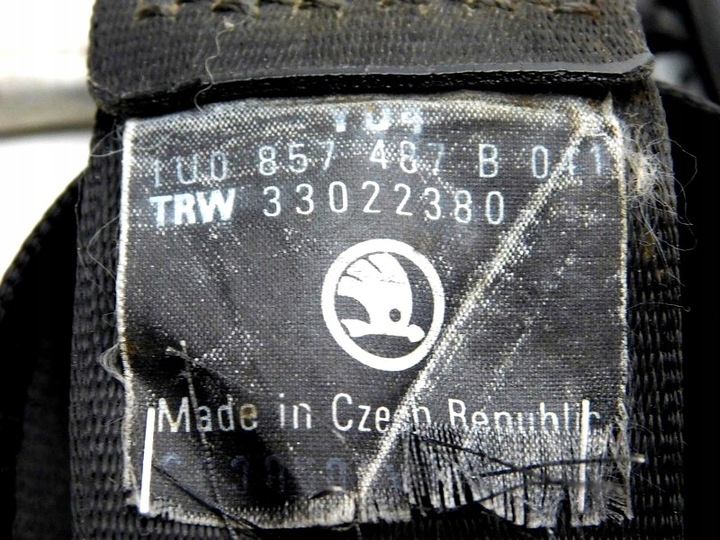 1U0 857 487 B 041
TRW 33022380
Made in Czech Republic